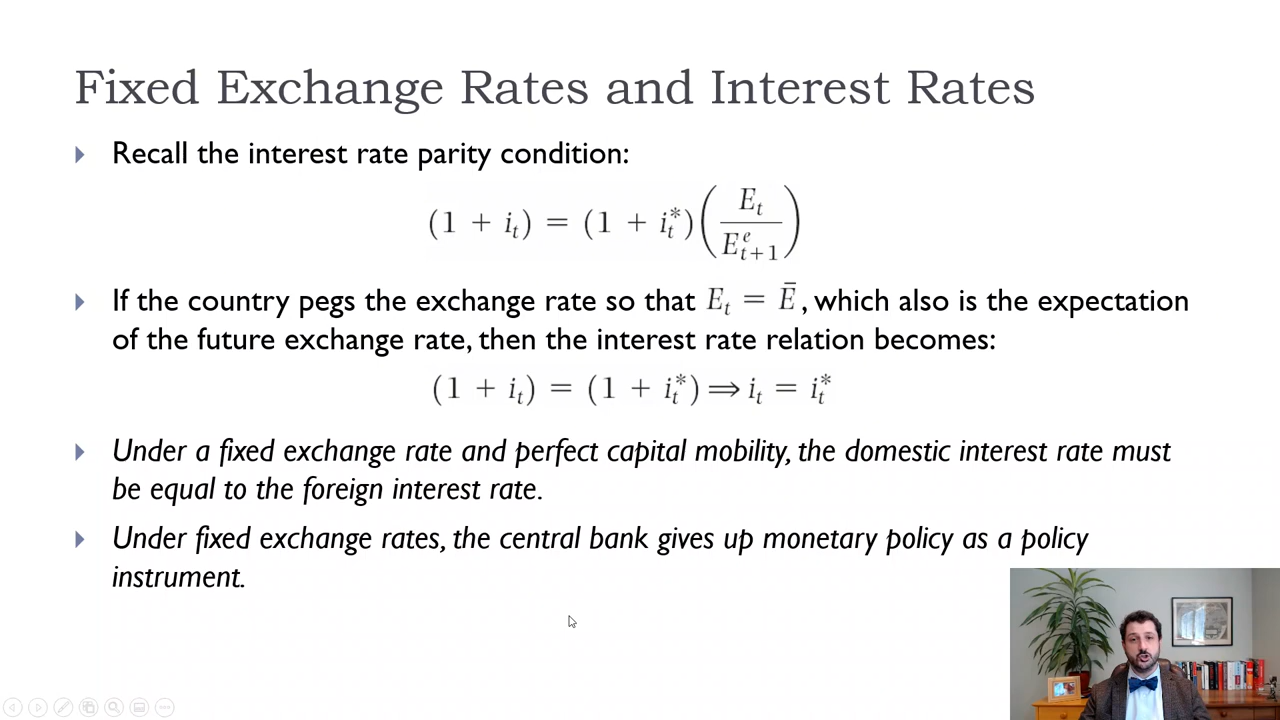 Fixed Exchange Rates and Interest Rates
Recall the interest rate parity condition:
(1 + i_t) = (1 + i_t^*) (E_t / E_{t+1}^e)
If the country pegs the exchange rate so that E_t = Ē, which also is the expectation
of the future exchange rate, then the interest rate relation becomes:
(1 + i_t) = (1 + i_t^*) ⟹ i_t = i_t^*
Under a fixed exchange rate and perfect capital mobility, the domestic interest rate must
be equal to the foreign interest rate.
Under fixed exchange rates, the central bank gives up monetary policy as a policy
instrument.